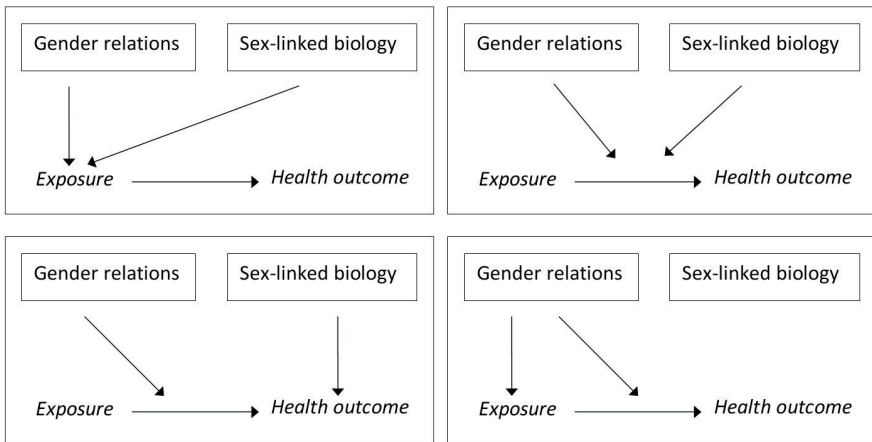 Gender relations
Sex-linked biology
Exposure
Health outcome
Gender relations
Sex-linked biology
Exposure
Health outcome
Gender relations
Sex-linked biology
Exposure
Health outcome
Gender relations
Sex-linked biology
Exposure
Health outcome